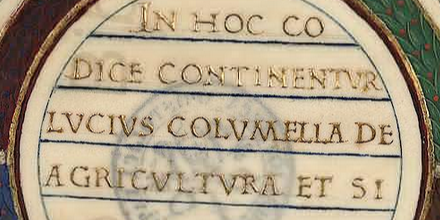 IN HOC CO
DICE CONTINENTVR
LVCIVS COLVMELLA DE
AGRICVLTVRA ET SI